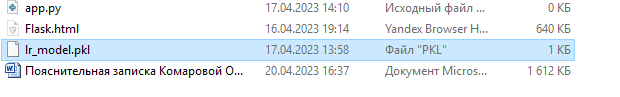 app.py 17.04.2023 14:10 Исходный файл ... 0 КБ
Flask.html 16.04.2023 19:14 Yandex Browser H... 640 КБ
lr_model.pkl 17.04.2023 13:58 Файл "PKL" 1 КБ
Пояснительная записка Комаровой О... 20.04.2023 16:37 Документ Micros... 1 612 КБ